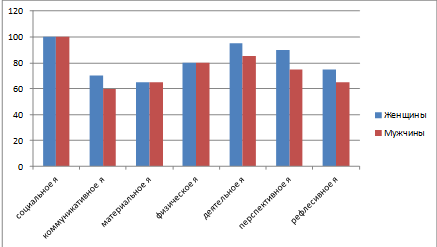 120
100
80
60
40
20
0
социальное я
коммуникативное я
материальное я
физическое я
деятельное я
перспективное я
рефлесивное я
Женщины
Мужчины